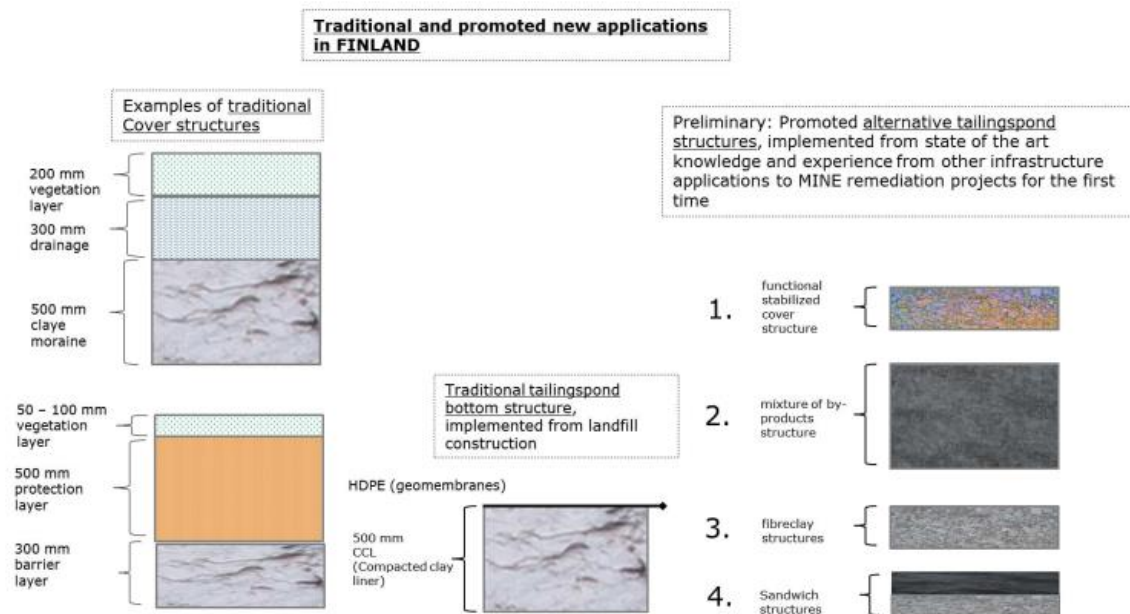 Traditional and promoted new applications
in FINLAND
Examples of traditional
Cover structures
200 mm
vegetation
layer
300 mm
drainage
500 mm
claye
moraine
50 – 100 mm
vegetation
layer
500 mm
protection
layer
300 mm
barrier
layer
Traditional tailingspond
bottom structure,
implemented from landfill
construction
HDPE (geomembranes)
500 mm
CCL
(Compacted clay
liner)
Preliminary: Promoted alternative tailingspond
structures, implemented from state of the art
knowledge and experience from other infrastructure
applications to MINE remediation projects for the first
time
1.
functional
stabilized
cover
structure
2.
mixture of by-
products
structure
3.
fibreclay
structures
4.
Sandwich
structures